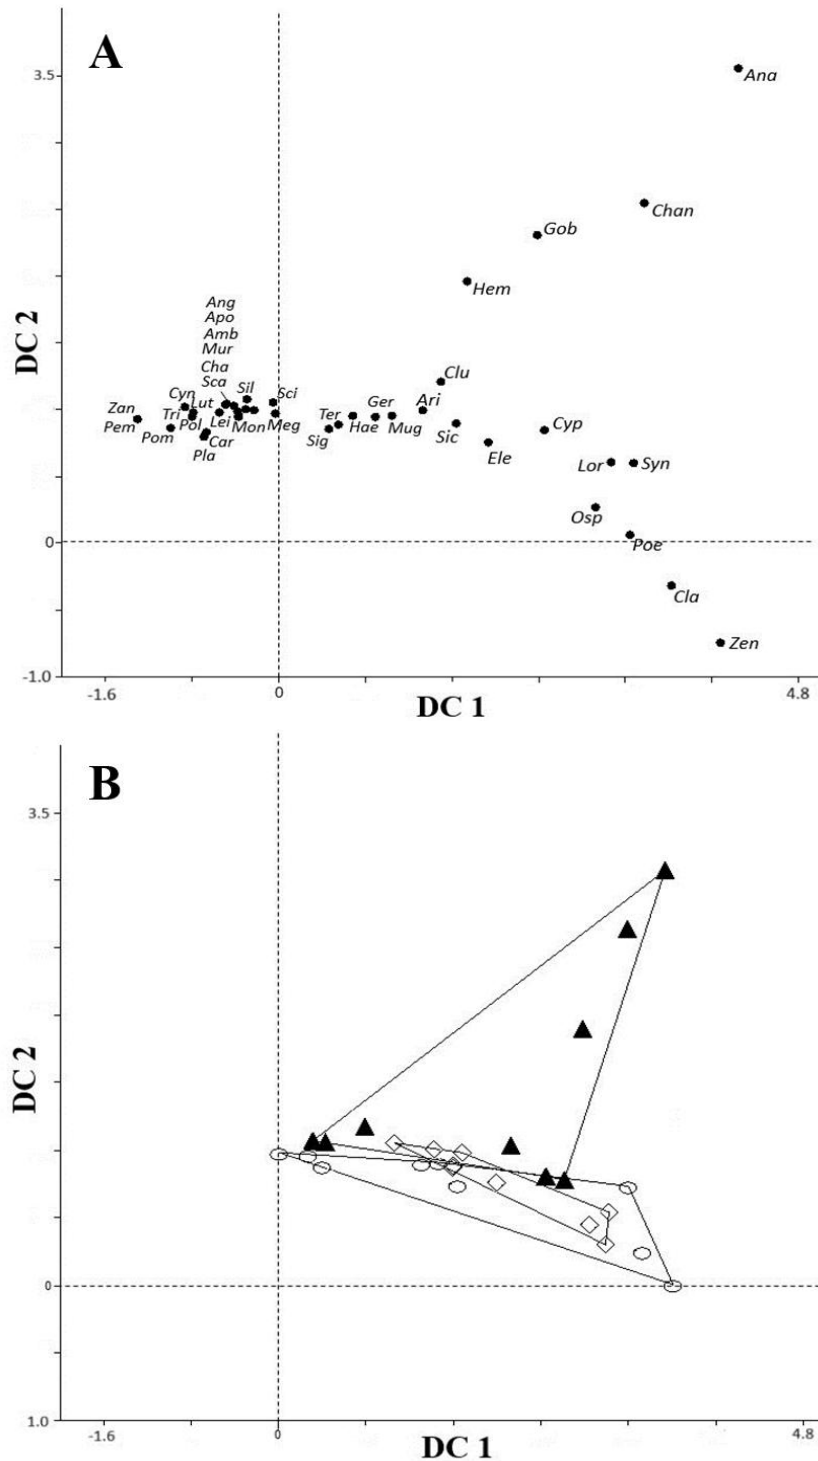 A
3.5
Ana
Chan
Gob
Hem
DC 2
Ang
Apo
Amb
Mur
Cha
Sca
Sil
Clu
Cyn
Lut
Sci
Zan
Ter
Ger
Ari
Pem
Tri
Pol
Lei
Mon
Meg
Hae
Mug
Pom
Car
Sig
Sic
Cyp
Pla
Ele
Lor
Syn
Osp
0
Poe
Cla
Zen
-1.0
-1.6
0
DC 1
4.8
B
3.5
DC 2
0
1.0
-1.6
0
DC 1
4.8